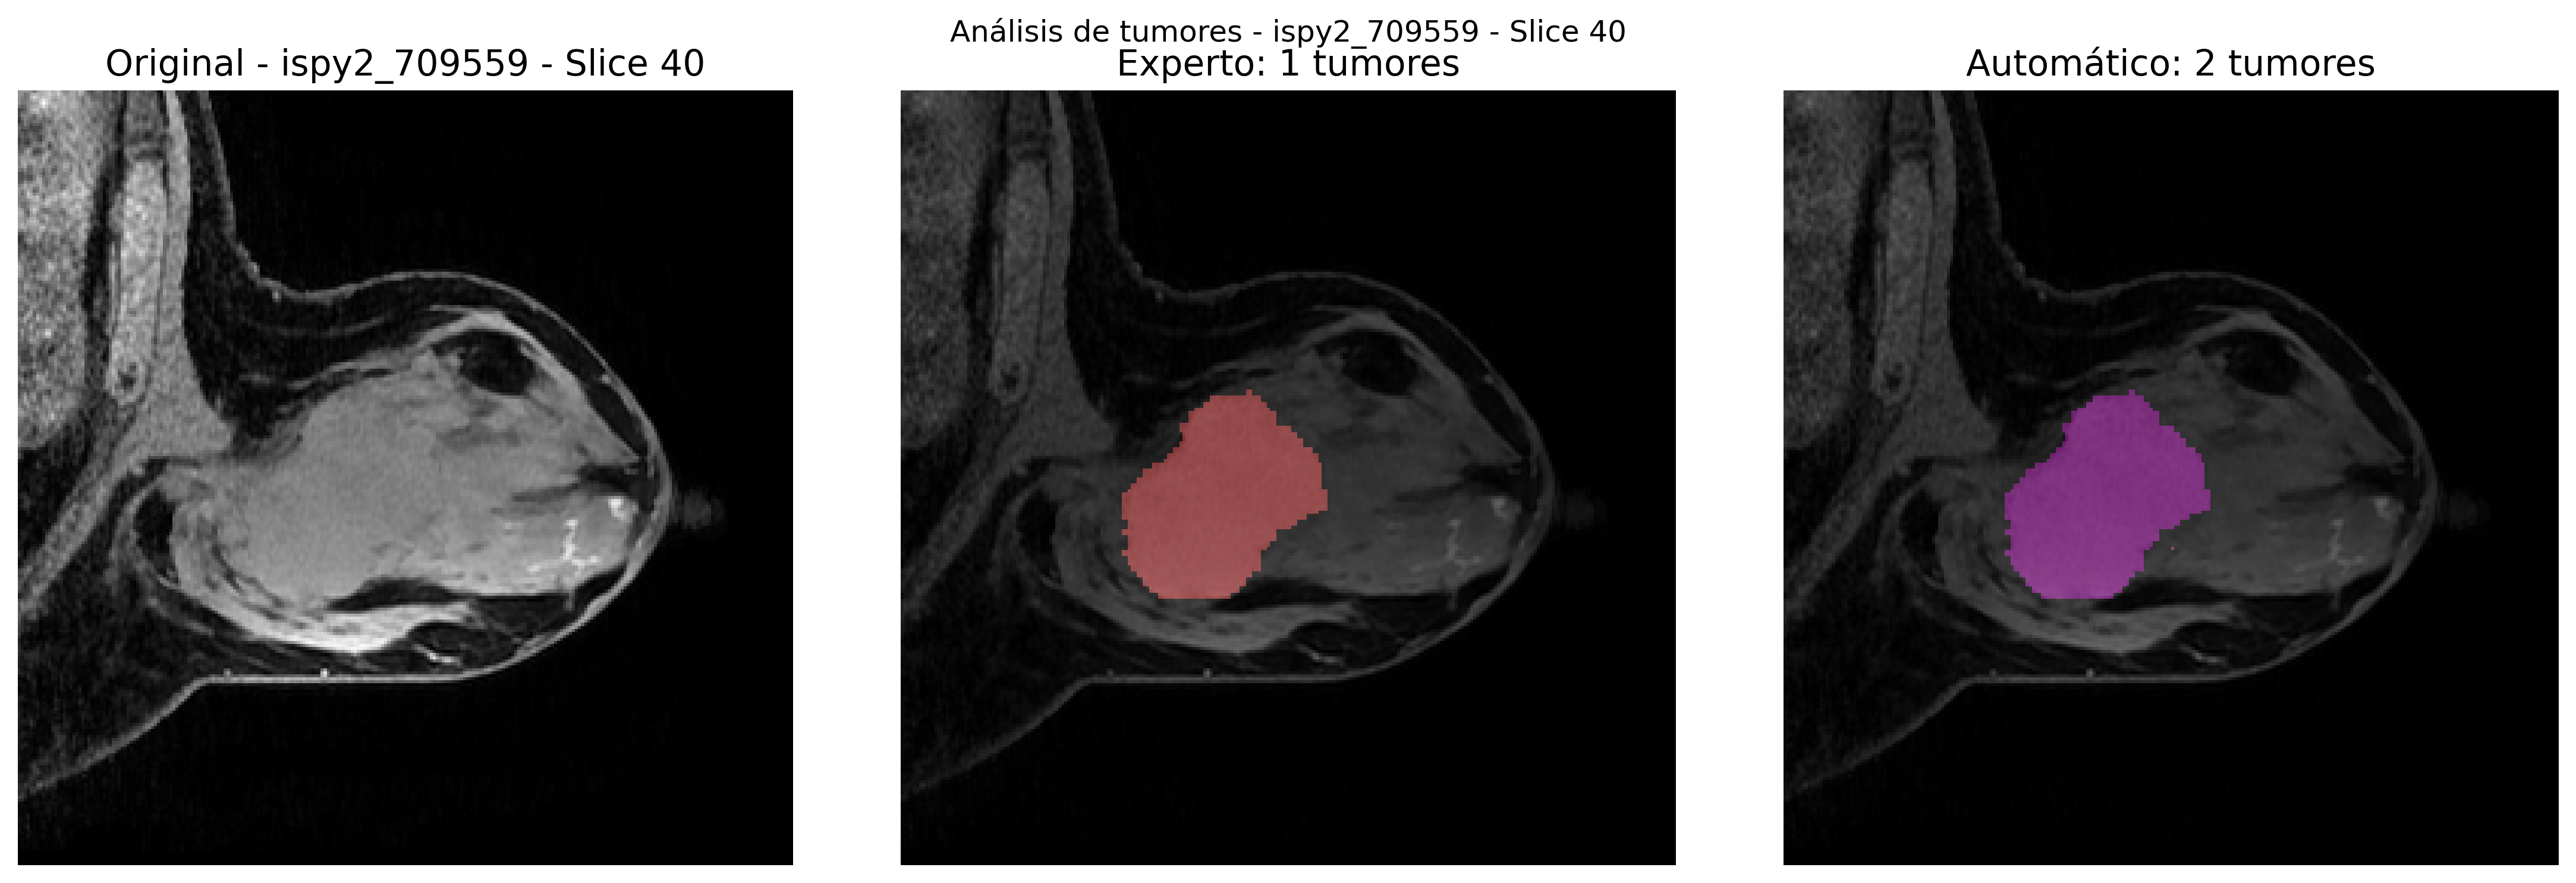 Análisis de tumores - ispy2_709559 - Slice 40
Original - ispy2_709559 - Slice 40
Experto: 1 tumores
Automático: 2 tumores